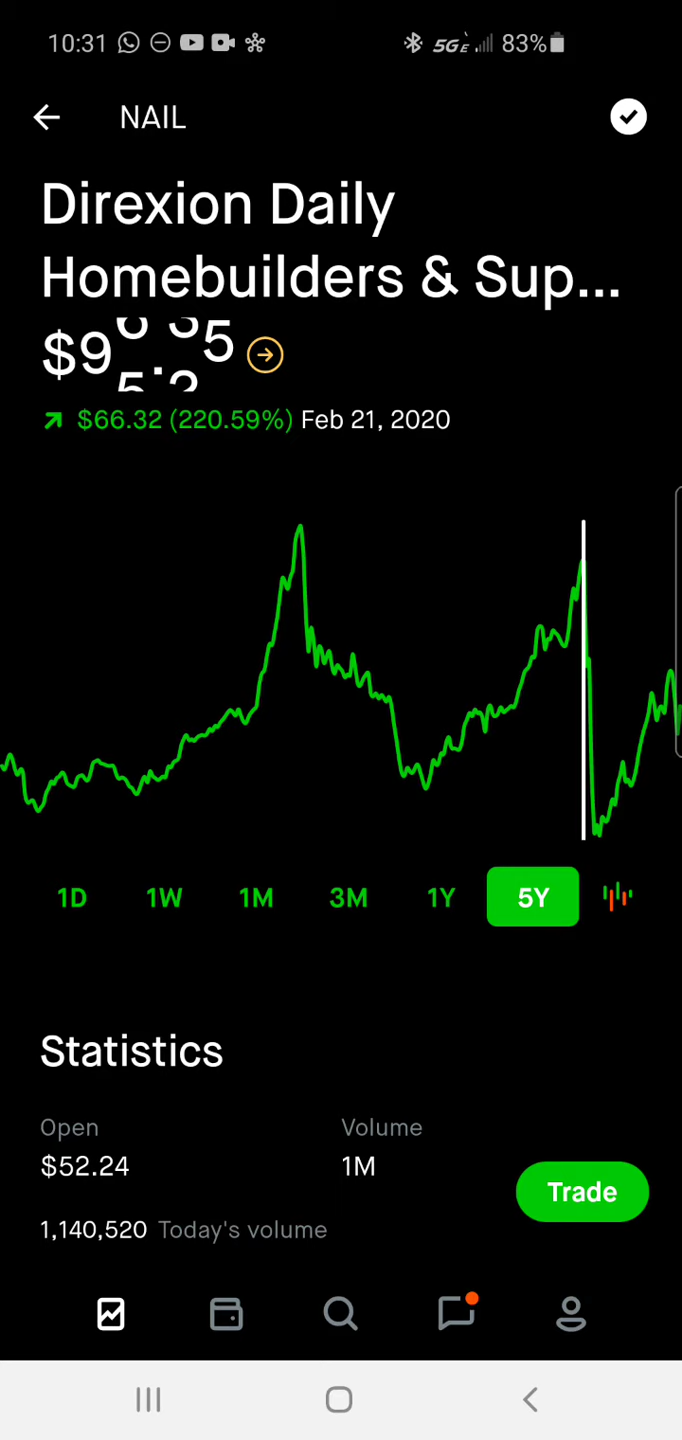 10:31 5GE 83%
NAIL
Direxion Daily
Homebuilders & Sup...
$66.32 (220.59%) Feb 21, 2020
1D 1W 1M 3M 1Y 5Y
Statistics
Open Volume
$52.24 1M
Trade
1,140,520 Today's volume